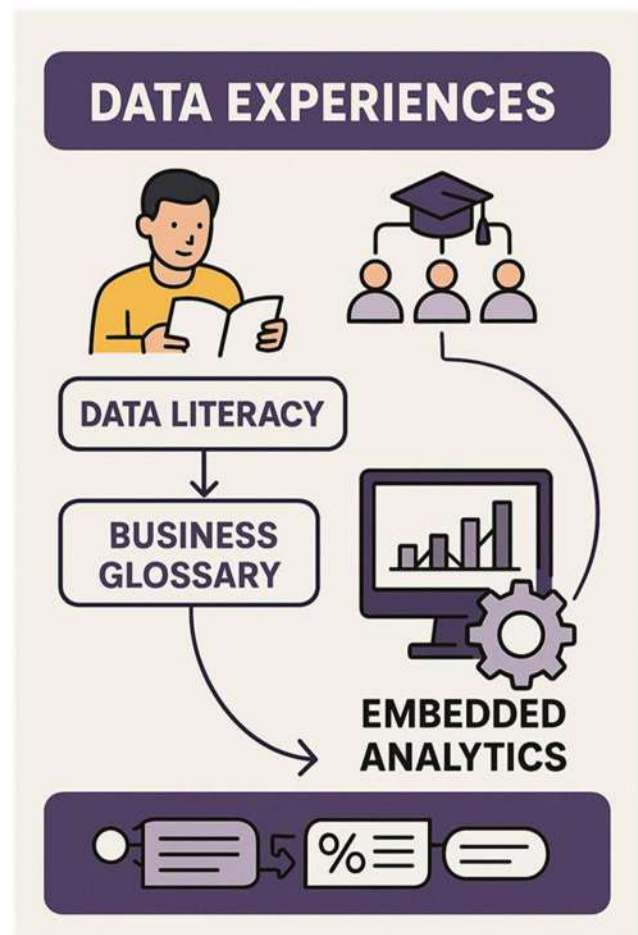 DATA EXPERIENCES
DATA LITERACY
BUSINESS
GLOSSARY
EMBEDDED
ANALYTICS
%